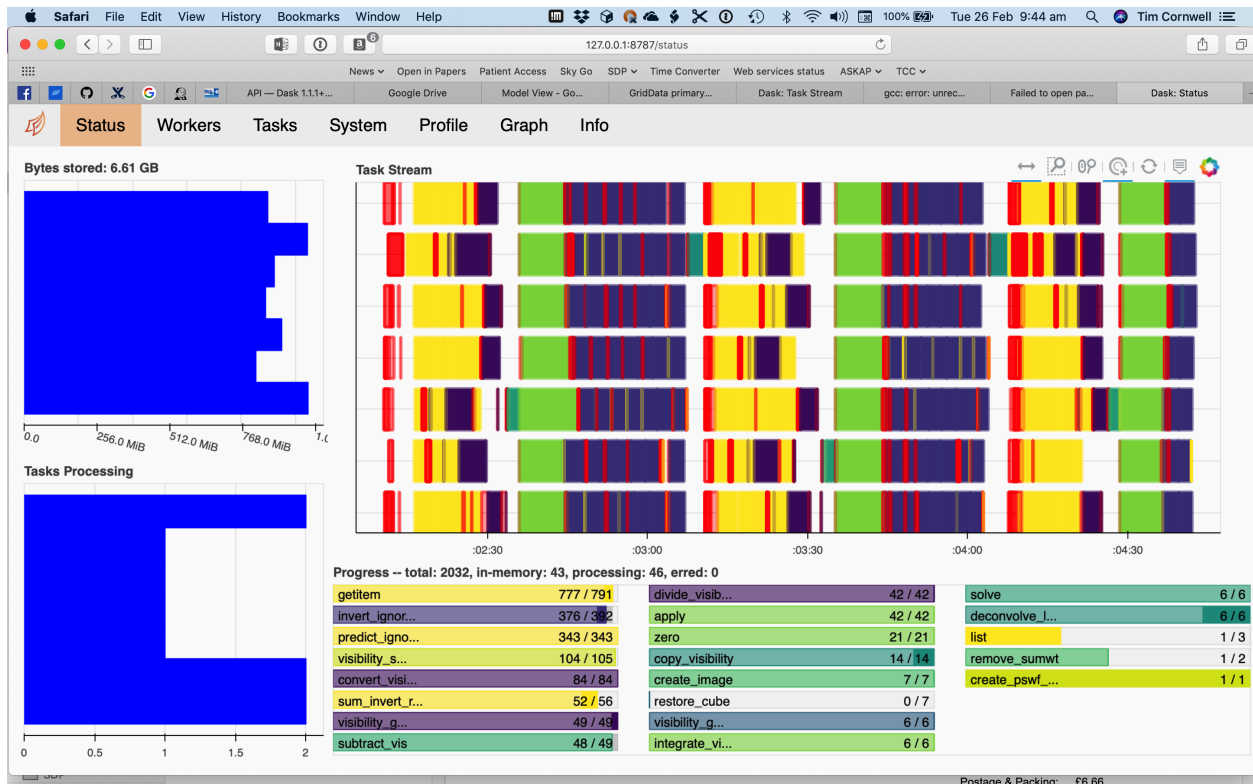 Safari File Edit View History Bookmarks Window Help 100% Tue 26 Feb 9:44 am Tim Cornwell
6 127.0.0.1:8787/status
News Open in Papers Patient Access Sky Go SDP Time Converter Web services status ASKAP TCC
API — Dask 1.1.1+... Google Drive Model View - Go... GridData primary... Dask: Task Stream gcc: error: unrec... Failed to open pa... Dask: Status
Status Workers Tasks System Profile Graph Info
Bytes stored: 6.61 GB
0.0 256.0 MiB 512.0 MiB 768.0 MiB 1.0
Tasks Processing
0 0.5 1 1.5 2
Task Stream
:02:30 :03:00 :03:30 :04:00 :04:30
Progress -- total: 2032, in-memory: 43, processing: 46, erred: 0
getitem 777 / 791 divide_visib... 42 / 42 solve 6 / 6
invert_ignor... 376 / 392 apply 42 / 42 deconvolve_l... 6 / 6
predict_igno... 343 / 343 zero 21 / 21 list 1 / 3
visibility_s... 104 / 105 copy_visibility 14 / 14 remove_sumwt 1 / 2
convert_visi... 84 / 84 create_image 7 / 7 create_pswf_... 1 / 1
sum_invert_r... 52 / 56 restore_cube 0 / 7
visibility_g... 49 / 49 visibility_g... 6 / 6
subtract_vis 48 / 49 integrate_vi... 6 / 6
SDP
Postage & Packing: £6.66